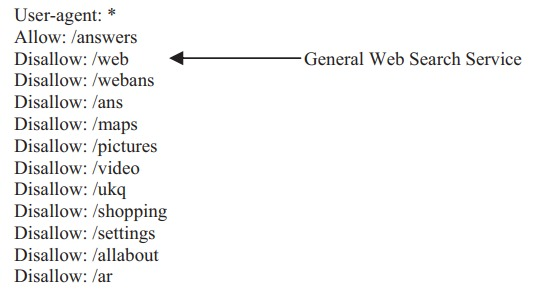 User-agent: *
Allow: /answers
Disallow: /web General Web Search Service
Disallow: /webans
Disallow: /ans
Disallow: /maps
Disallow: /pictures
Disallow: /video
Disallow: /ukq
Disallow: /shopping
Disallow: /settings
Disallow: /allabout
Disallow: /ar